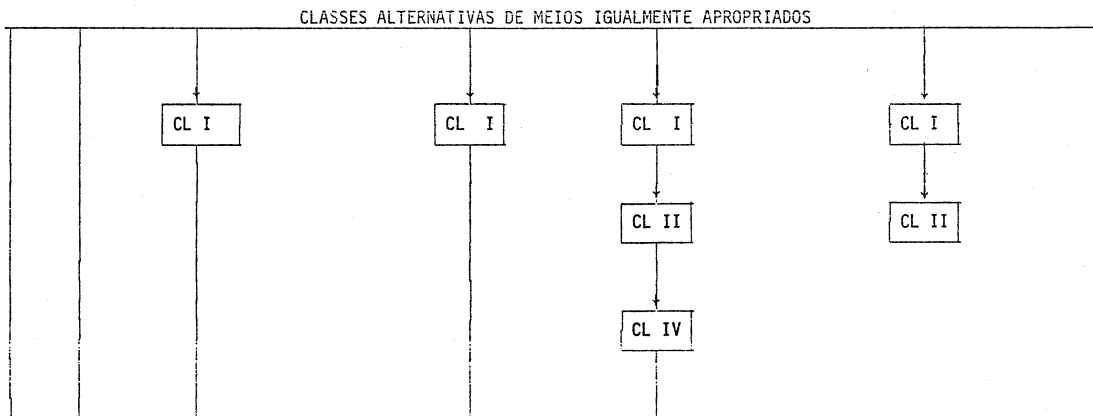 CLASSES ALTERNATIVAS DE MEIOS IGUALMENTE APROPRIADOS
CL I
CL I
CL I
CL I
CL II
CL II
CL IV